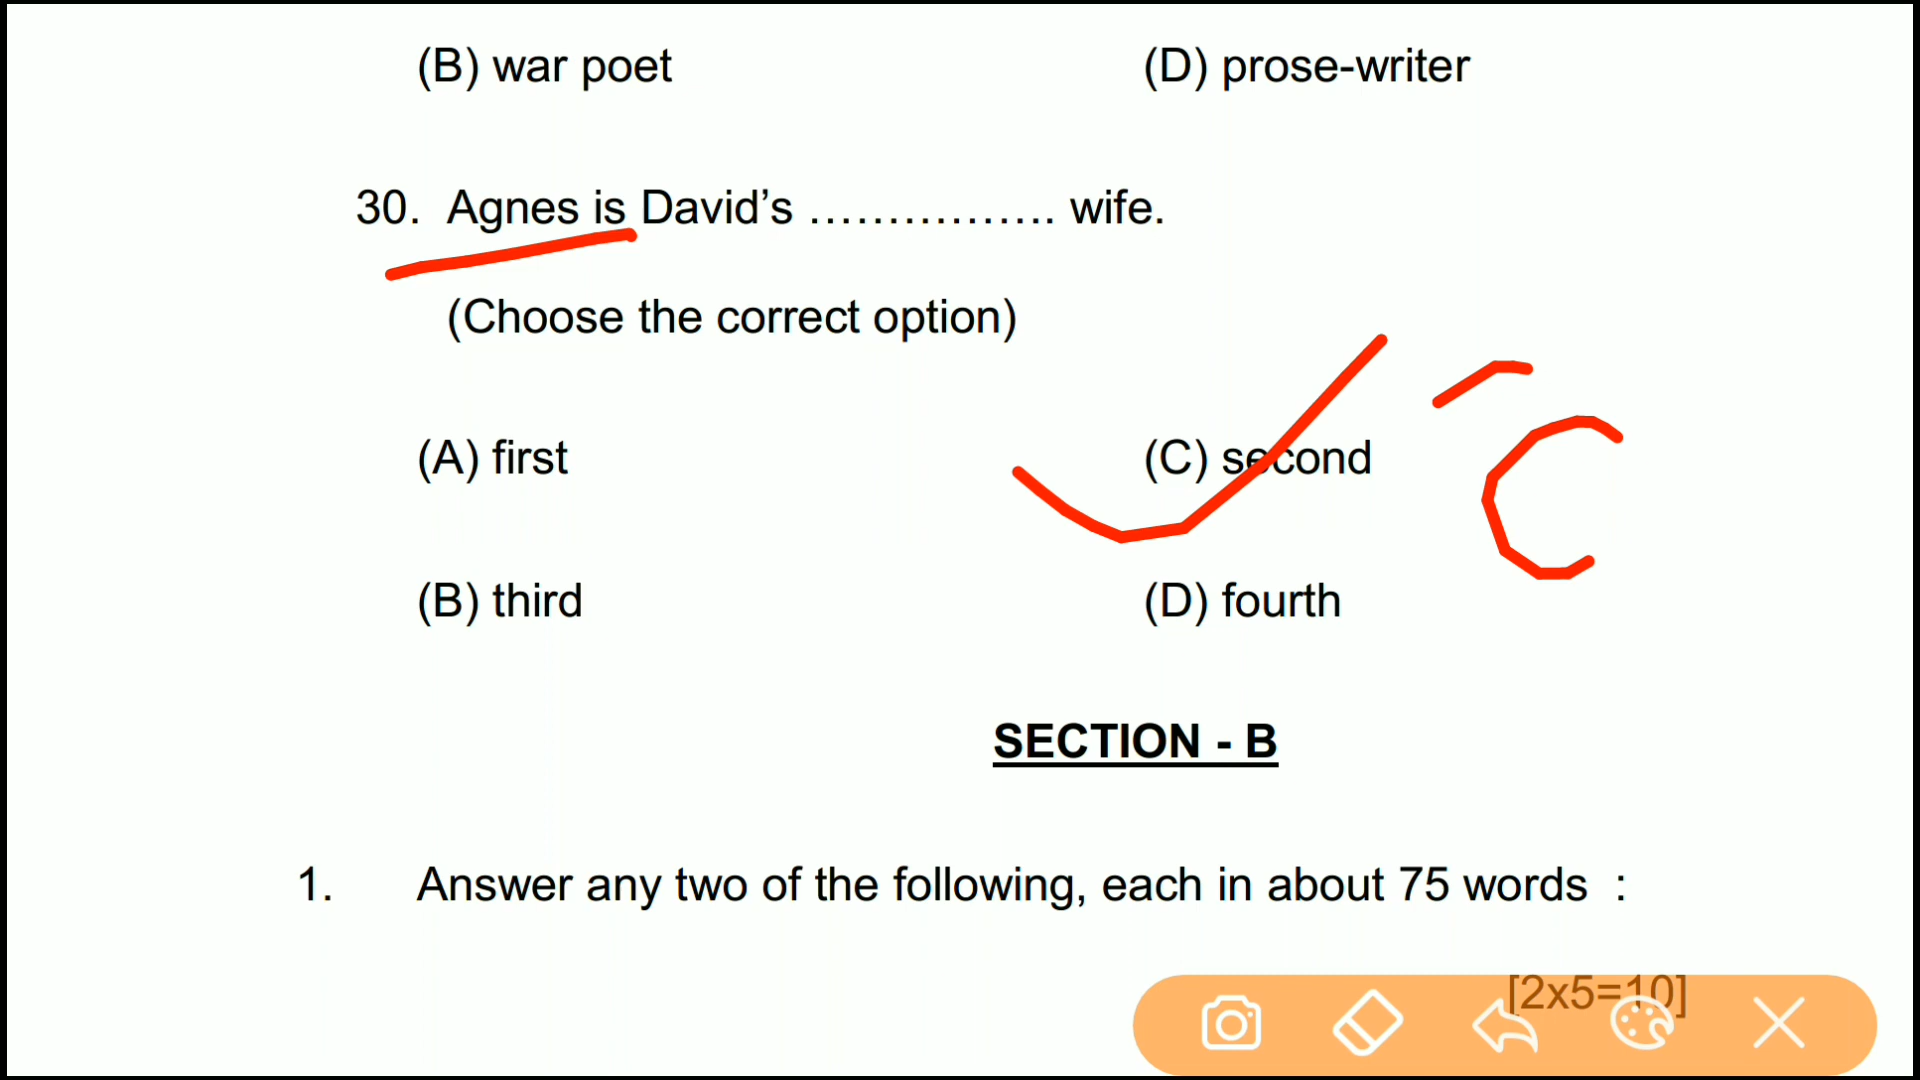 (B) war poet (D) prose-writer
30. Agnes is David’s ................ wife.
(Choose the correct option)
(A) first (C) second C
(B) third (D) fourth
SECTION - B
1. Answer any two of the following, each in about 75 words :
[2x5=10]